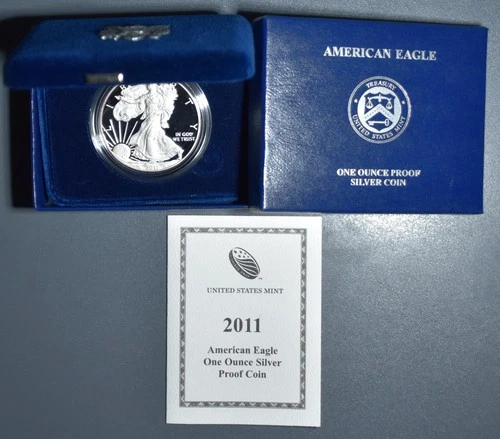 AMERICAN EAGLE
TREASURY
UNITED STATES MINT
ONE OUNCE PROOF
SILVER COIN
TY
IN GOD
WE TRUST
UNITED STATES MINT
2011
American Eagle
One Ounce Silver
Proof Coin